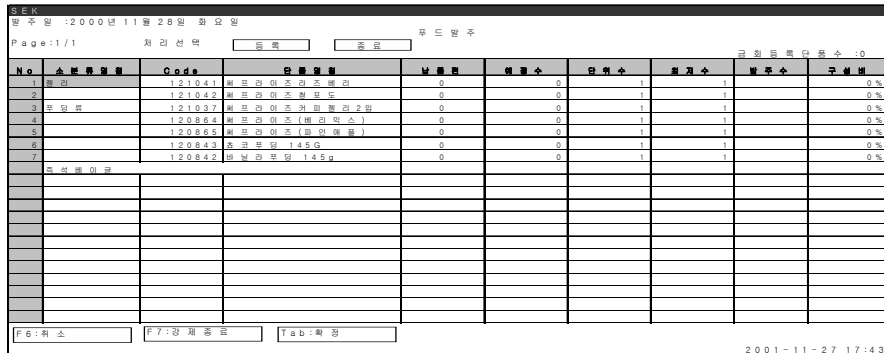 SEK
발주일 :2000년 11월 28일 화요일
푸드발주
Page:1/1 처리선택 등록 종료
금회등록단품수 :0
No 소분류명칭 Code 단품명칭 납품편 예정수 단위수 최저수 발주수 구성비
1 젤리 121041 써프라이즈라즈베리 0 0 1 1 0%
2 121042 써프라이즈청포도 0 0 1 1 0%
3 푸딩류 121037 써프라이즈커피젤리2입 0 0 1 1 0%
4 120864 써프라이즈(베리믹스) 0 0 1 1 0%
5 120865 써프라이즈(파인애플) 0 0 1 1 0%
6 120843 쵸코푸딩 145G 0 0 1 1 0%
7 120842 바닐라푸딩 145g 0 0 1 1 0%
즉석베이글
F6:취소 F7:강제종료 Tab:확정
2001-11-27 17:43